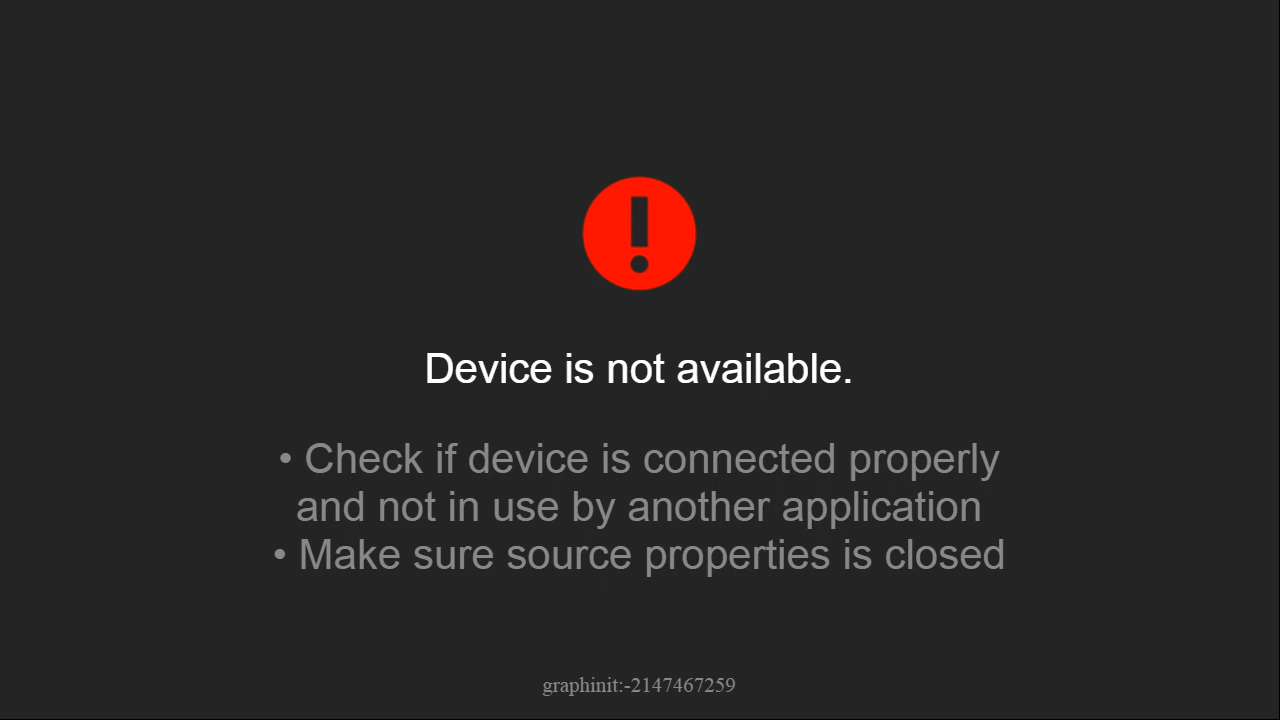 Device is not available.
• Check if device is connected properly
and not in use by another application
• Make sure source properties is closed
graphinit:-2147467259